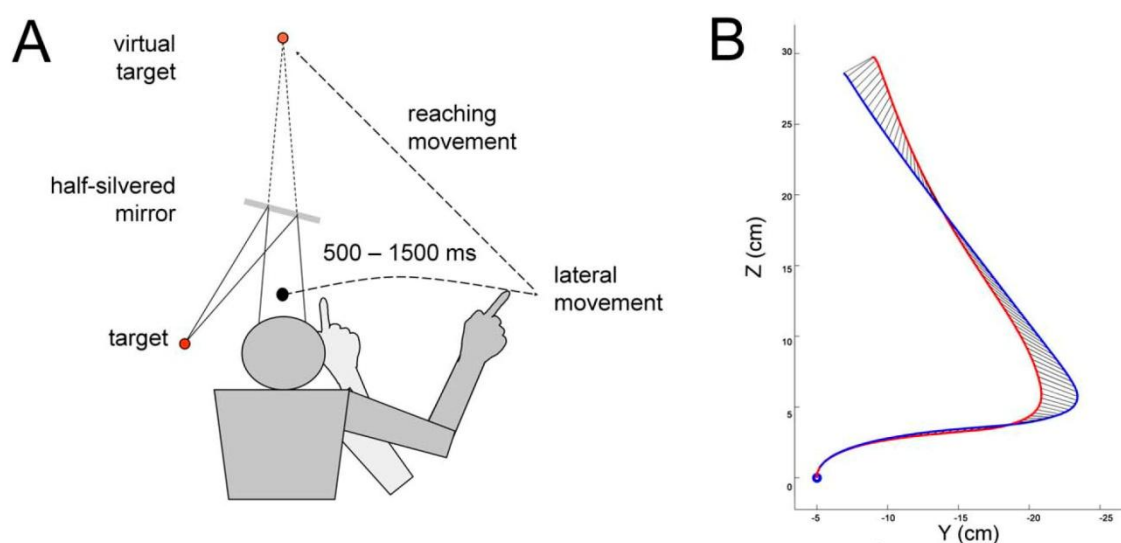 A
virtual
target
reaching
movement
half-silvered
mirror
500 – 1500 ms
lateral
movement
target
B
30
25
20
15
10
5
0
Z (cm)
-5
-10
-15
-20
-25
Y (cm)